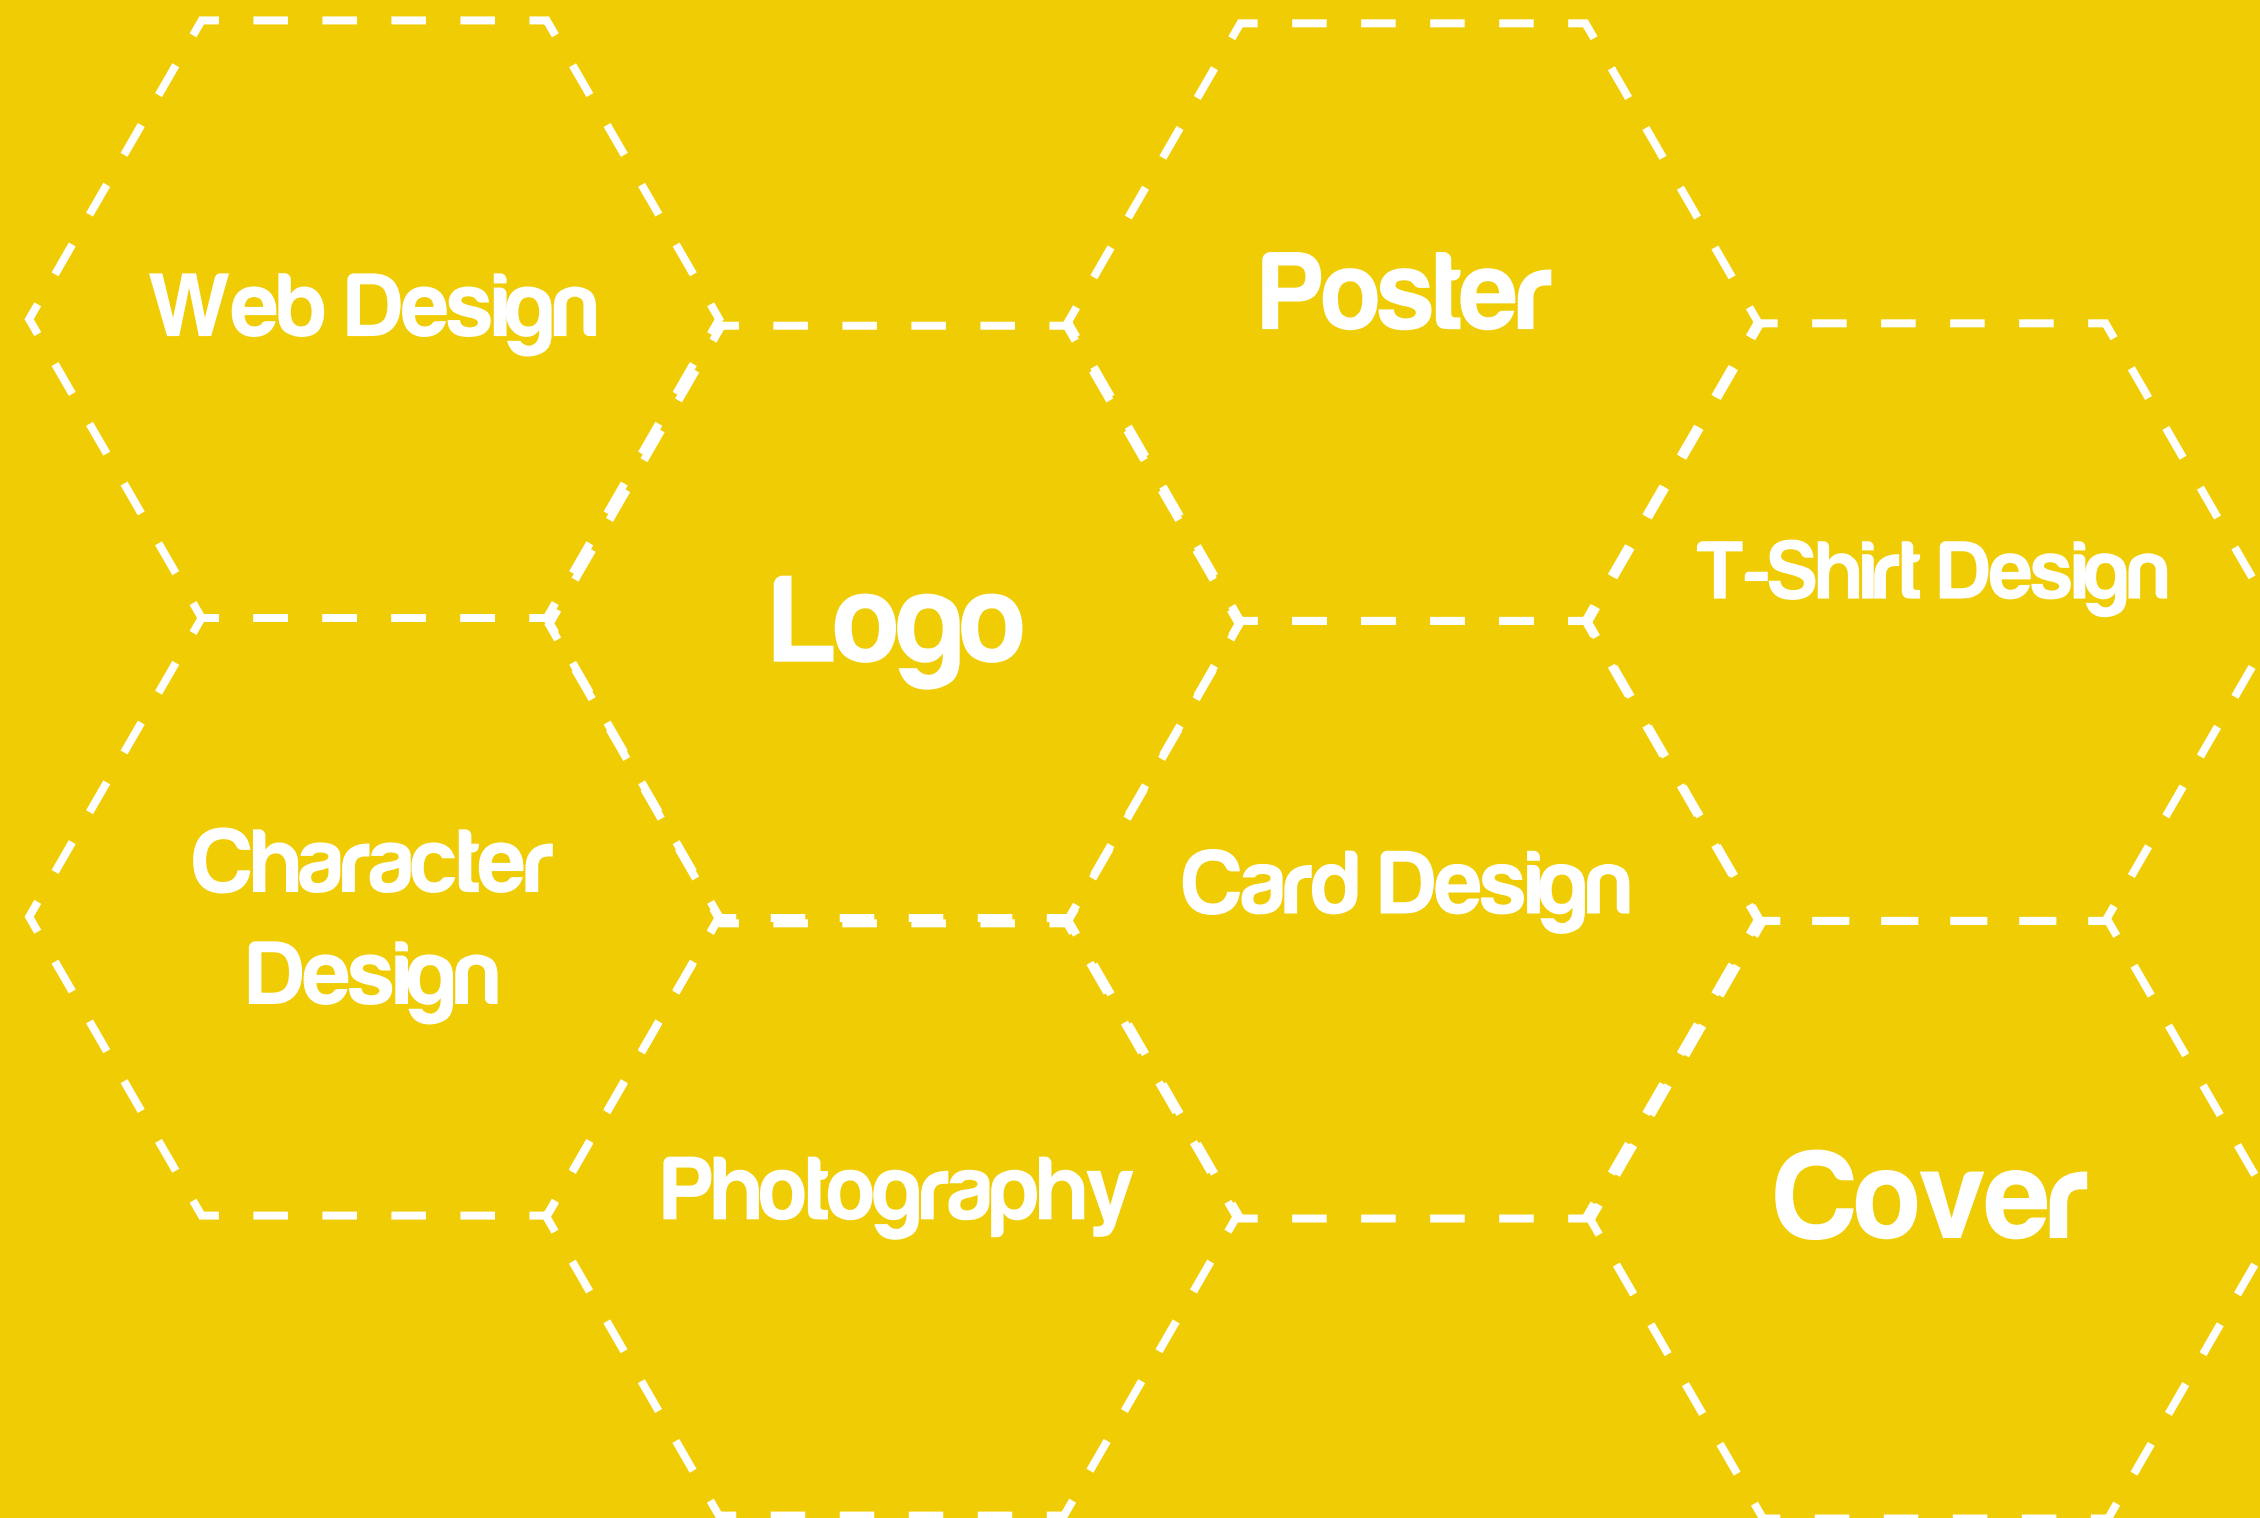 Web Design
Poster
Logo
T-Shirt Design
Character
Design
Card Design
Photography
Cover